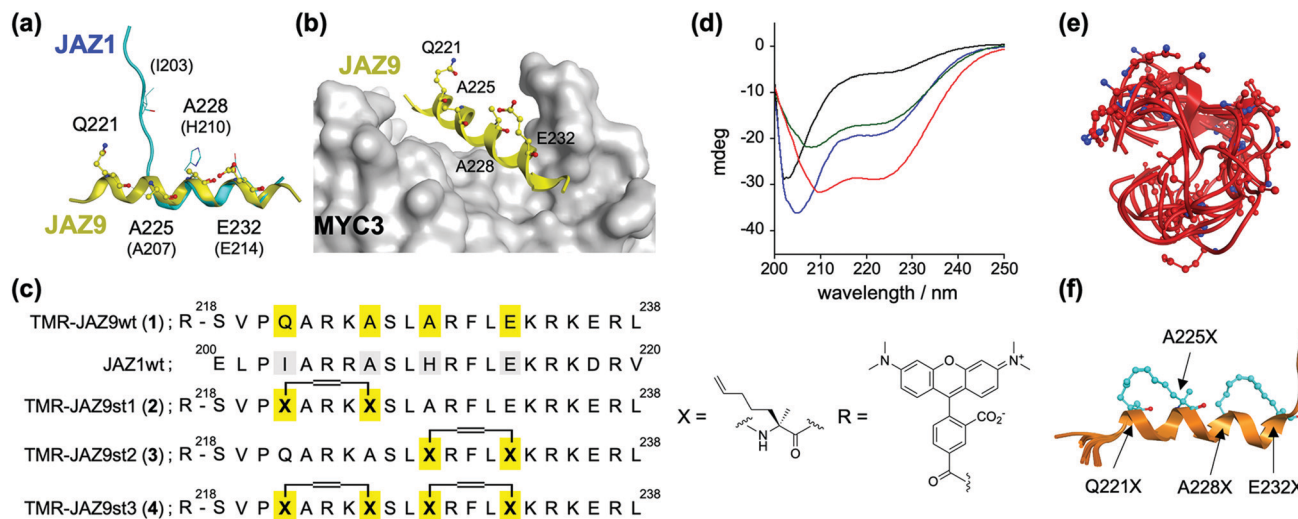 (a)
JAZ1
(I203)
Q221
A228
(H210)
JAZ9
A225
(A207)
E232
(E214)
(b)
Q221
JAZ9
A225
E232
A228
MYC3
(c)
218 238
TMR-JAZ9wt (1) ; R - S V P Q A R K A S L A R F L E K R K E R L
200 220
JAZ1wt ; E L P I A R R A S L H R F L E K R K D R V
218 238
TMR-JAZ9st1 (2) ; R - S V P X A R K X S L A R F L E K R K E R L
218 238
TMR-JAZ9st2 (3) ; R - S V P Q A R K A S L X R F L X K R K E R L
218 238
TMR-JAZ9st3 (4) ; R - S V P X A R K X S L X R F L X K R K E R L
(d)
0
-10
-20
-30
-40
mdeg
200 210 220 230 240 250
wavelength / nm
X =
NH
O
R =
N
O
N+
CO2-
O
(e)
(f)
A225X
Q221X
A228X
E232X